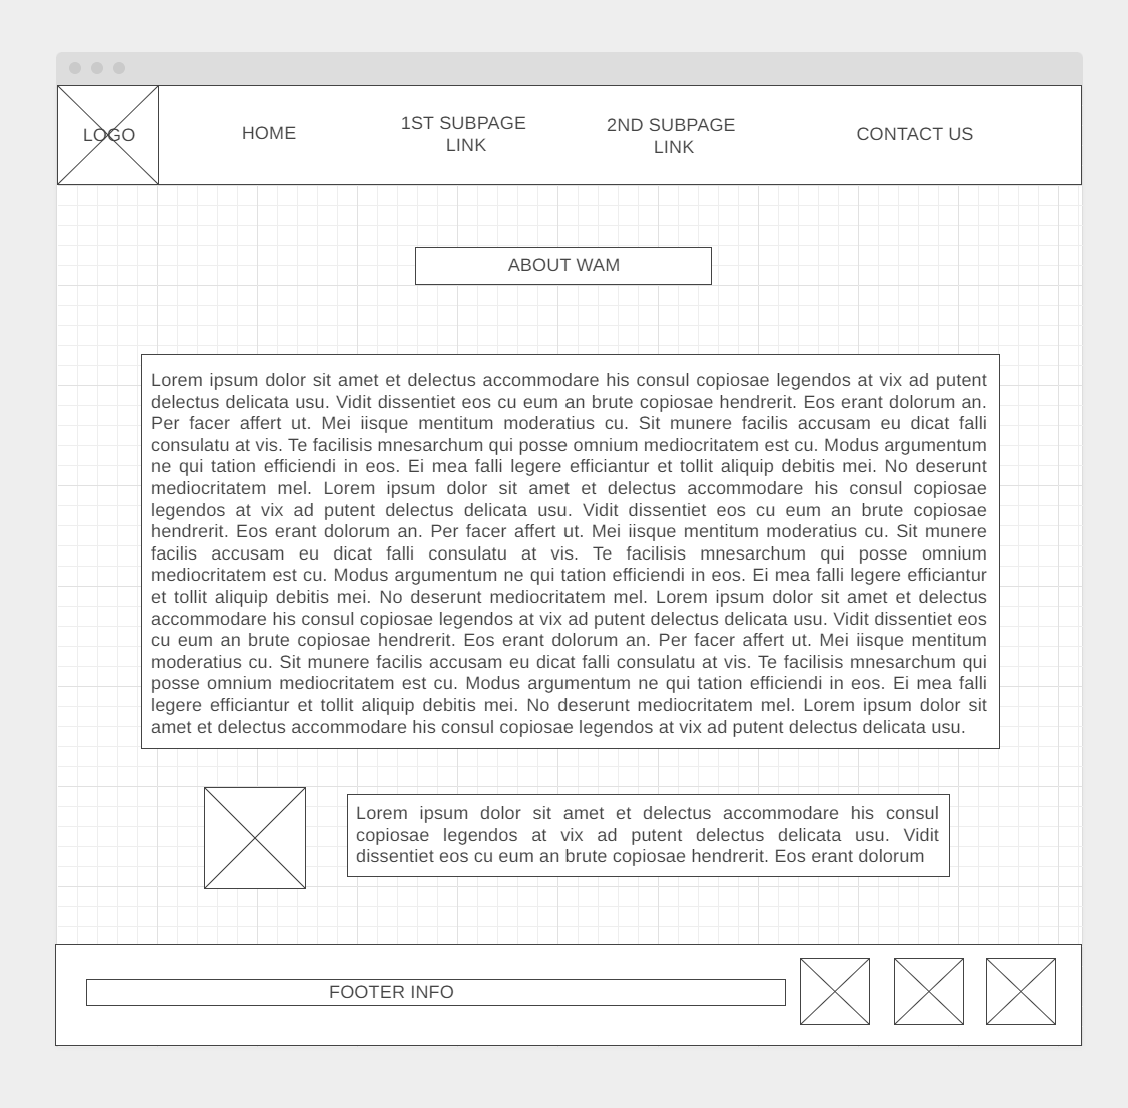 LOGO
HOME
1ST SUBPAGE
LINK
2ND SUBPAGE
LINK
CONTACT US
ABOUT WAM
Lorem ipsum dolor sit amet et delectus accommodare his consul copiosae legendos at vix ad putent
delectus delicata usu. Vidit dissentiet eos cu eum an brute copiosae hendrerit. Eos erant dolorum an.
Per facer affert ut. Mei iisque mentitum moderatius cu. Sit munere facilis accusam eu dicat falli
consulatu at vis. Te facilisis mnesarchum qui posse omnium mediocritatem est cu. Modus argumentum
ne qui tation efficiendi in eos. Ei mea falli legere efficiantur et tollit aliquip debitis mei. No deserunt
mediocritatem mel. Lorem ipsum dolor sit amet et delectus accommodare his consul copiosae
legendos at vix ad putent delectus delicata usu. Vidit dissentiet eos cu eum an brute copiosae
hendrerit. Eos erant dolorum an. Per facer affert ut. Mei iisque mentitum moderatius cu. Sit munere
facilis accusam eu dicat falli consulatu at vis. Te facilisis mnesarchum qui posse omnium
mediocritatem est cu. Modus argumentum ne qui tation efficiendi in eos. Ei mea falli legere efficiantur
et tollit aliquip debitis mei. No deserunt mediocritatem mel. Lorem ipsum dolor sit amet et delectus
accommodare his consul copiosae legendos at vix ad putent delectus delicata usu. Vidit dissentiet eos
cu eum an brute copiosae hendrerit. Eos erant dolorum an. Per facer affert ut. Mei iisque mentitum
moderatius cu. Sit munere facilis accusam eu dicat falli consulatu at vis. Te facilisis mnesarchum qui
posse omnium mediocritatem est cu. Modus argumentum ne qui tation efficiendi in eos. Ei mea falli
legere efficiantur et tollit aliquip debitis mei. No deserunt mediocritatem mel. Lorem ipsum dolor sit
amet et delectus accommodare his consul copiosae legendos at vix ad putent delectus delicata usu.
Lorem ipsum dolor sit amet et delectus accommodare his consul
copiosae legendos at vix ad putent delectus delicata usu. Vidit
dissentiet eos cu eum an brute copiosae hendrerit. Eos erant dolorum
FOOTER INFO